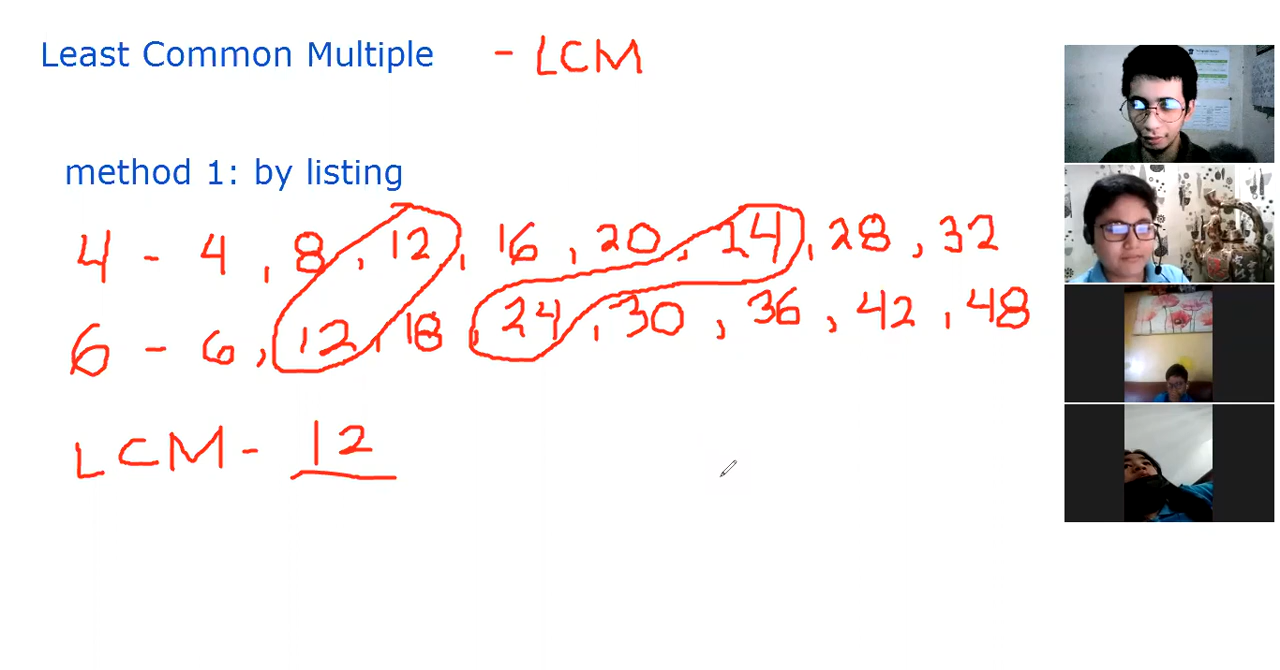 Least Common Multiple - LCM
method 1: by listing
4 - 4, 8, 12, 16, 20, 24, 28, 32
6 - 6, 12, 18, 24, 30, 36, 42, 48
LCM - 12